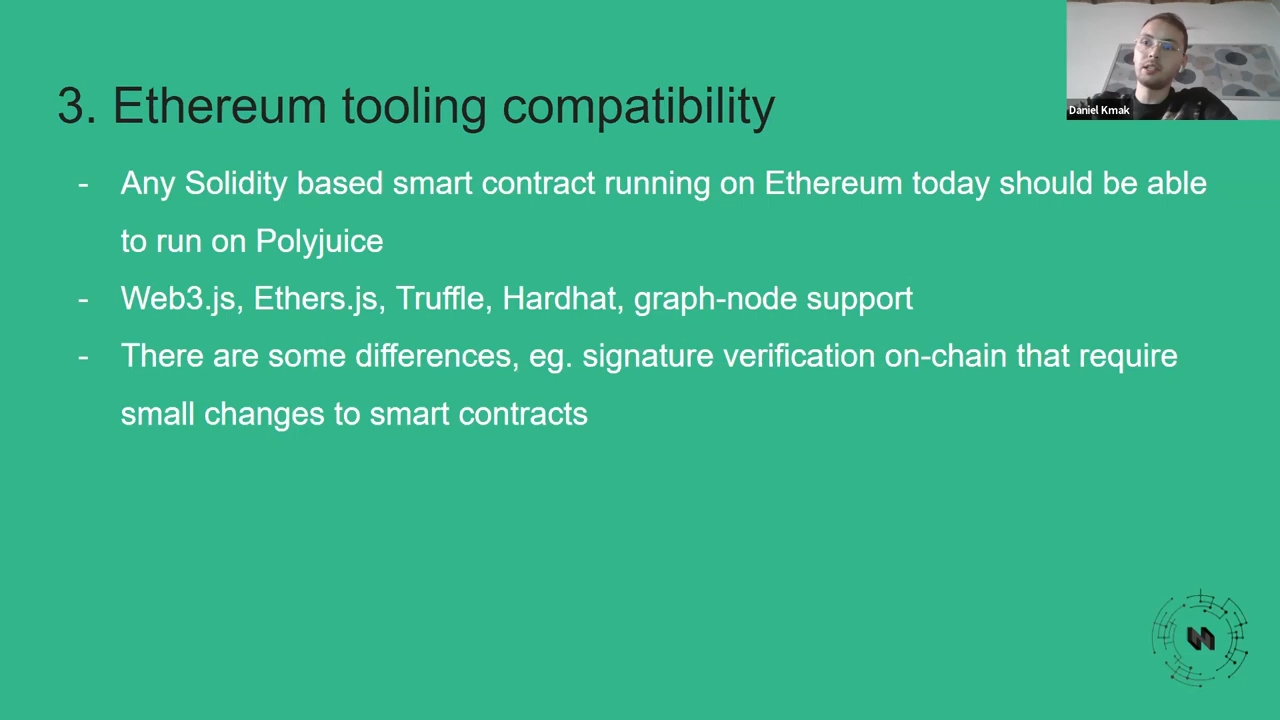 3. Ethereum tooling compatibility
Daniel Kmak
- Any Solidity based smart contract running on Ethereum today should be able
to run on Polyjuice
- Web3.js, Ethers.js, Truffle, Hardhat, graph-node support
- There are some differences, eg. signature verification on-chain that require
small changes to smart contracts